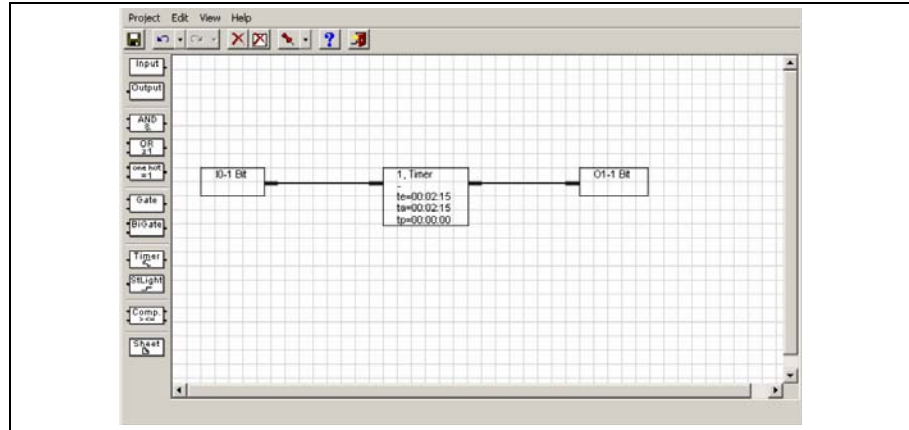 Project Edit View Help
?
Input
Output
AND
&
OR
≥1
one hot
=1
Gate
BiGate
Timer
StLight
Comp.
Sheet
I0-1 Bit
1, Timer
-
te=00:02:15
ta=00:02:15
tp=00:00:00
O1-1 Bit